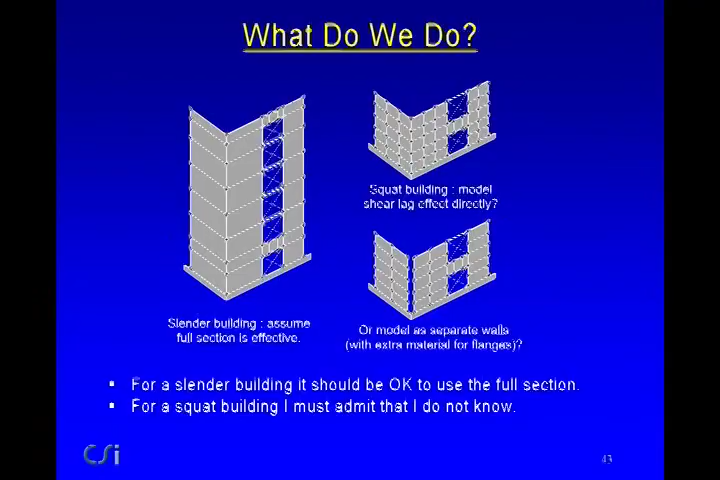 What Do We Do?
Squat building : model
shear lag effect directly?
Slender building : assume
full section is effective.
Or model as separate walls
(with extra material for flanges)?
▪ For a slender building it should be OK to use the full section.
▪ For a squat building I must admit that I do not know.
CSi
43